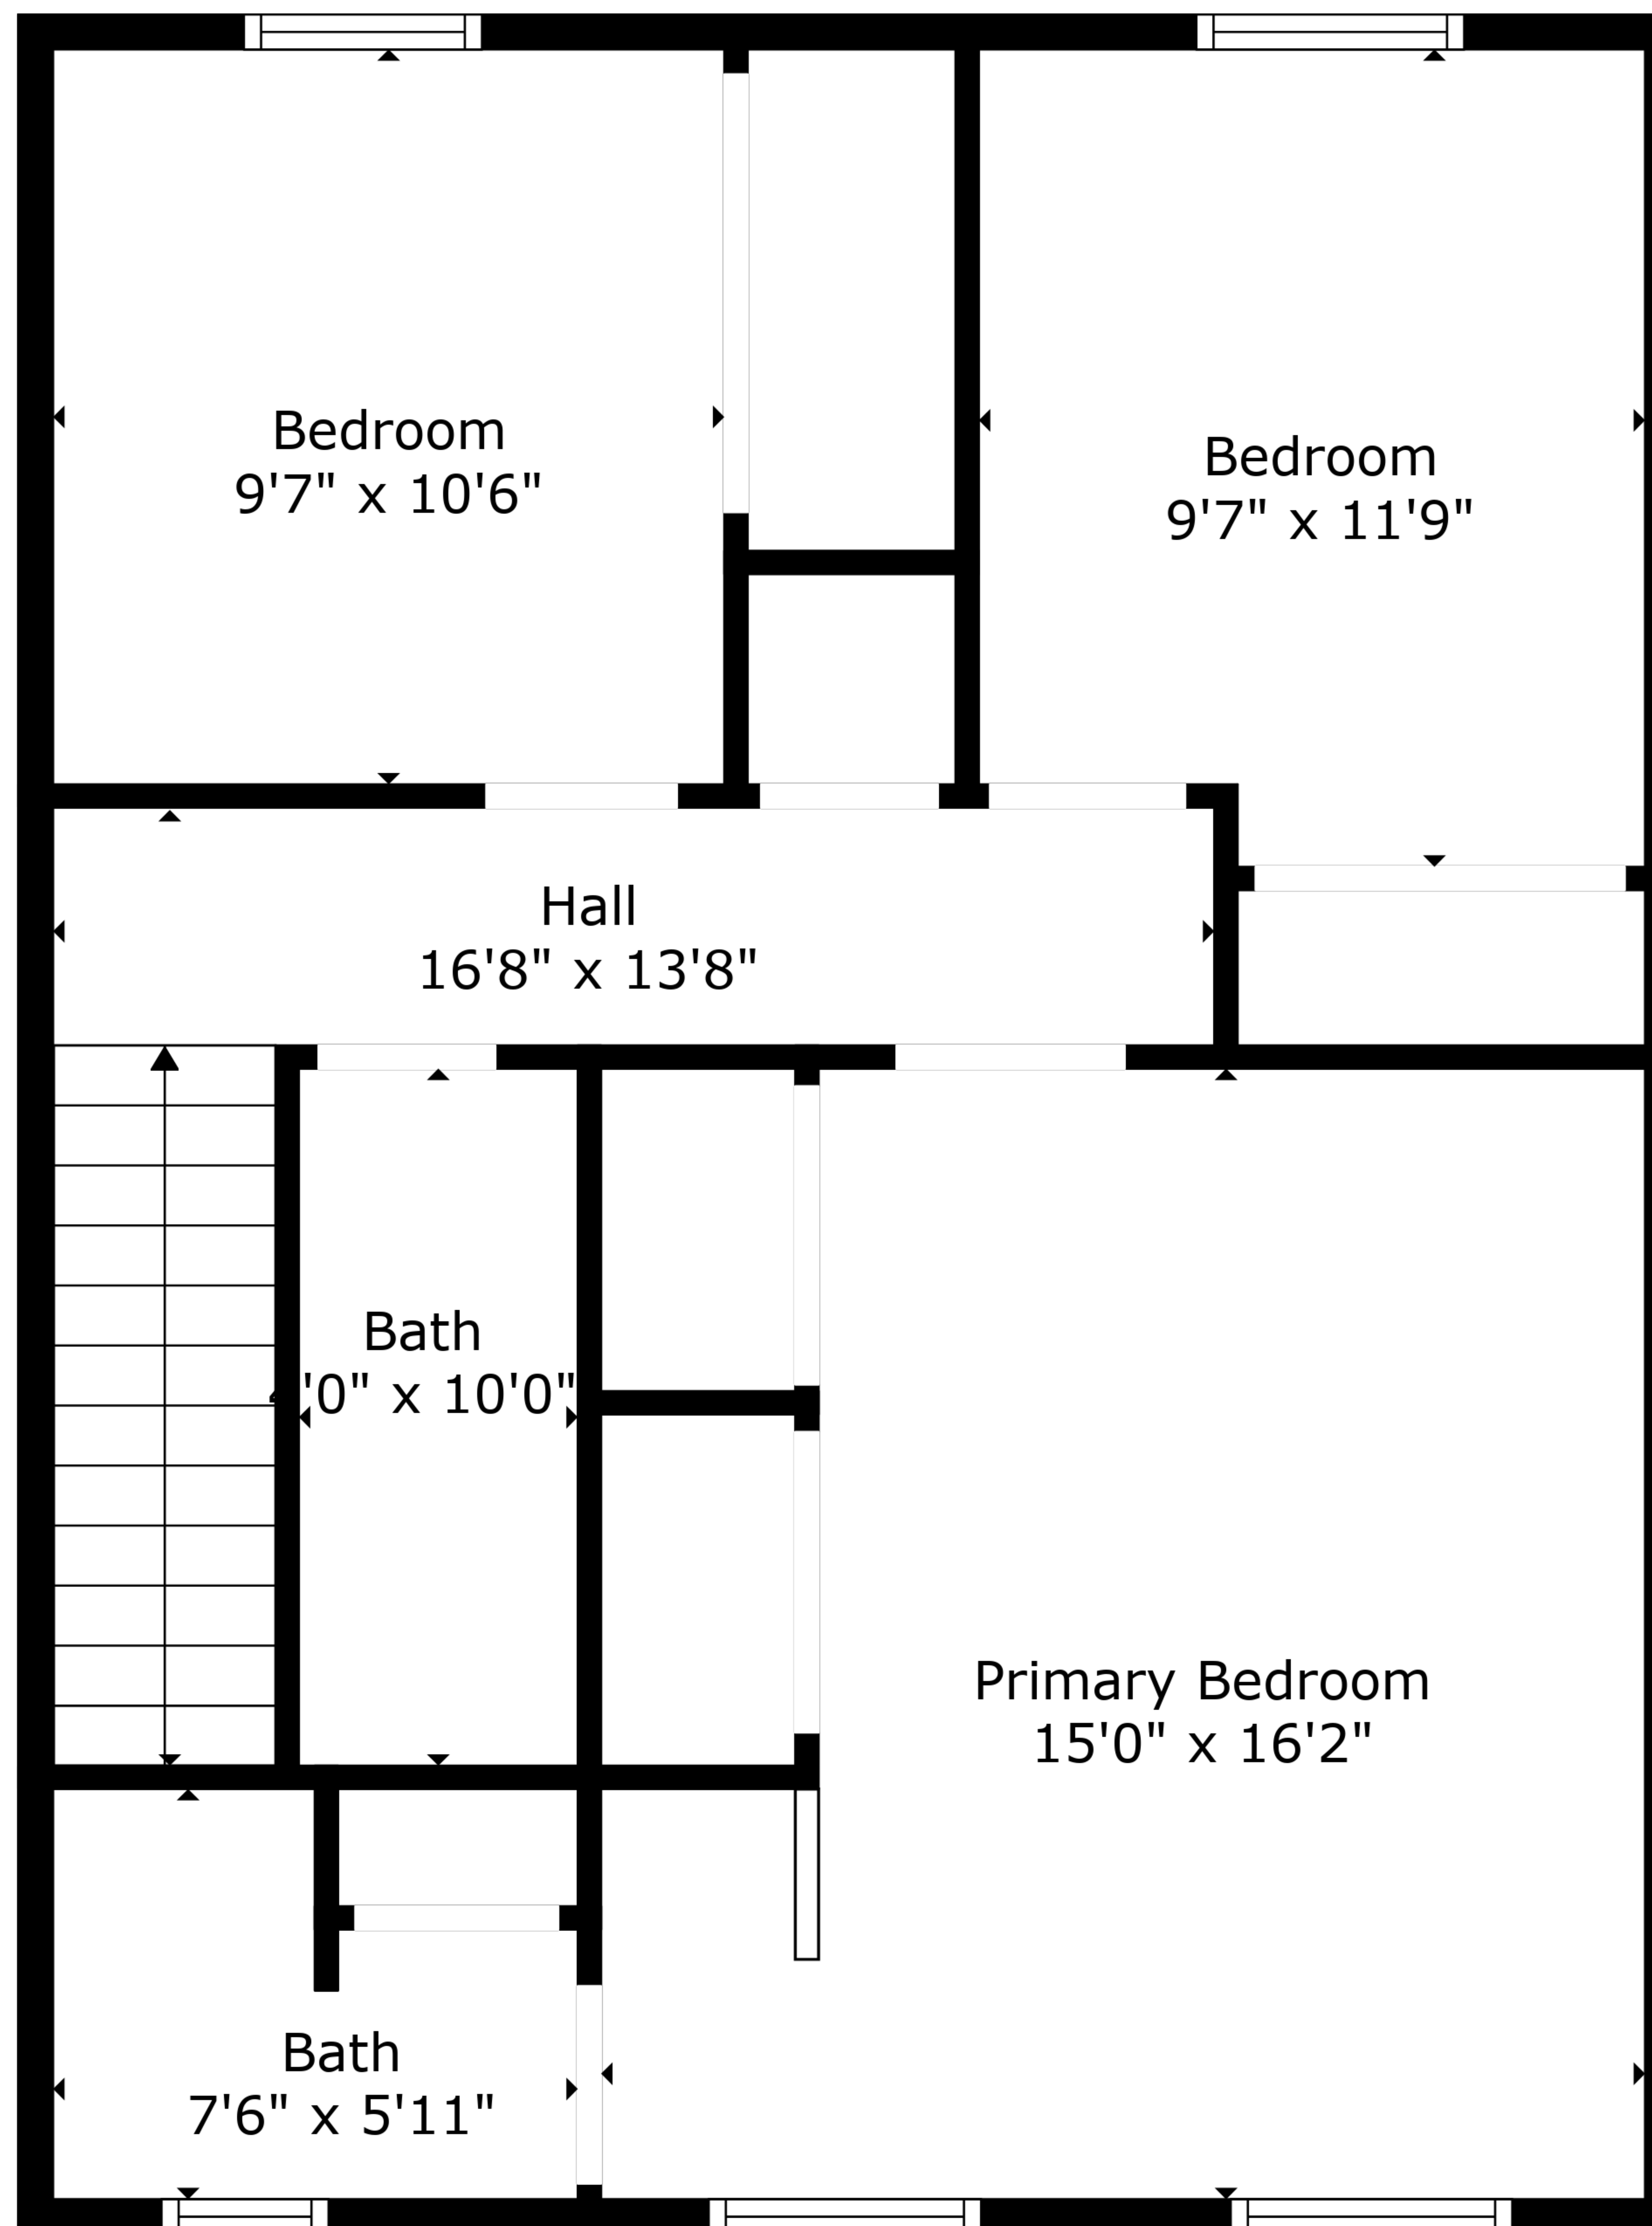 Bedroom
9'7" x 10'6"
Bedroom
9'7" x 11'9"
Hall
16'8" x 13'8"
Bath
4'0" x 10'0"
Primary Bedroom
15'0" x 16'2"
Bath
7'6" x 5'11"